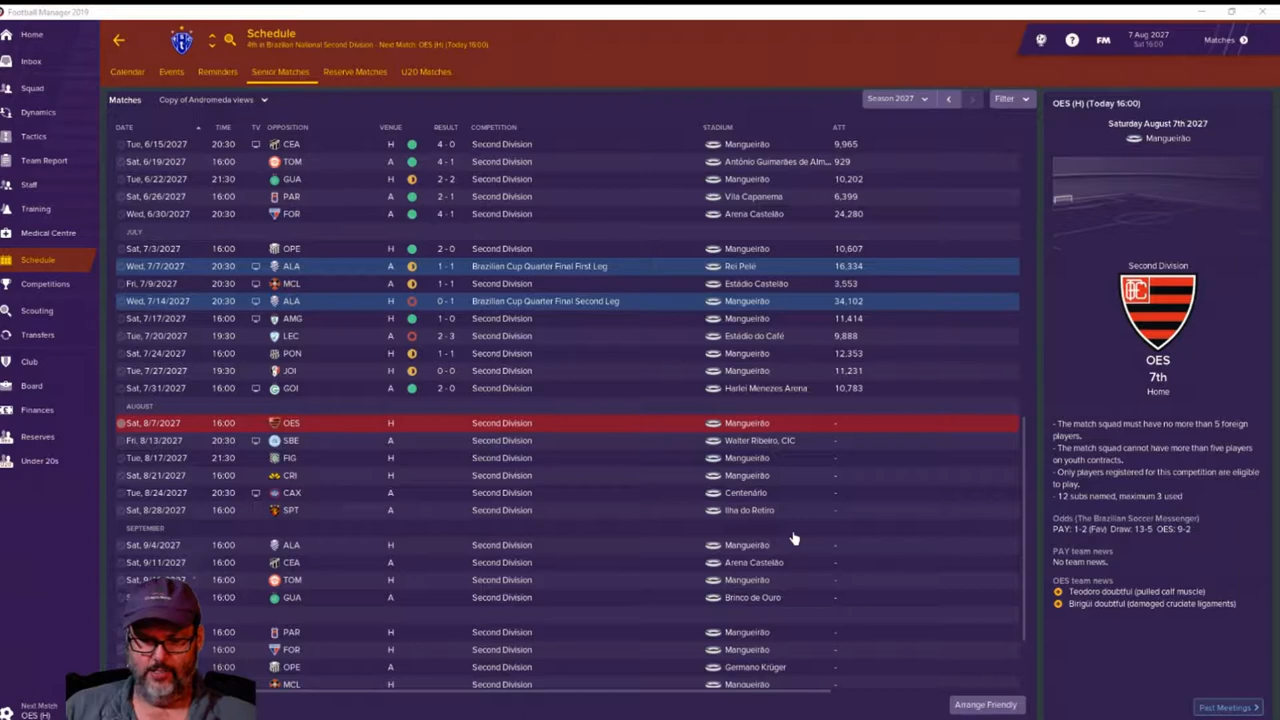 Football Manager 2019
Home
Inbox
Squad
Dynamics
Tactics
Team Report
Staff
Training
Medical Centre
Schedule
Competitions
Scouting
Transfers
Club
Board
Finances
Reserves
Under 20s
Next Match
OES (H)
Schedule
4th in Brazilian National Second Division - Next Match: OES (H) (Today 16:00)
Calendar Events Reminders Senior Matches Reserve Matches U20 Matches
? FM 7 Aug 2027 Sat 16:00 Matches
Matches Copy of Andromeda views Season 2027 Filter
DATE TIME TV OPPOSITION VENUE RESULT COMPETITION STADIUM ATT
Tue, 6/15/2027 20:30 CEA H 4 - 0 Second Division Mangueirão 9,965
Sat, 6/19/2027 16:00 TOM A 4 - 1 Second Division Antônio Guimarães de Alm... 929
Tue, 6/22/2027 21:30 GUA H 2 - 2 Second Division Mangueirão 10,202
Sat, 6/26/2027 16:00 PAR A 2 - 1 Second Division Vila Capanema 6,399
Wed, 6/30/2027 20:30 FOR A 4 - 1 Second Division Arena Castelão 24,280
JULY
Sat, 7/3/2027 16:00 OPE H 2 - 0 Second Division Mangueirão 10,607
Wed, 7/7/2027 20:30 ALA A 1 - 1 Brazilian Cup Quarter Final First Leg Rei Pelé 16,334
Fri, 7/9/2027 20:30 MCL A 1 - 1 Second Division Estádio Castelão 3,553
Wed, 7/14/2027 20:30 ALA H 0 - 1 Brazilian Cup Quarter Final Second Leg Mangueirão 34,102
Sat, 7/17/2027 16:00 AMG H 1 - 0 Second Division Mangueirão 11,414
Tue, 7/20/2027 19:30 LEC A 2 - 3 Second Division Estádio do Café 9,888
Sat, 7/24/2027 16:00 PON H 1 - 1 Second Division Mangueirão 12,353
Tue, 7/27/2027 19:30 JOI H 0 - 0 Second Division Mangueirão 11,231
Sat, 7/31/2027 16:00 GOI A 2 - 0 Second Division Harlei Menezes Arena 10,783
AUGUST
Sat, 8/7/2027 16:00 OES H Second Division Mangueirão -
Fri, 8/13/2027 20:30 SBE A Second Division Walter Ribeiro, CIC -
Tue, 8/17/2027 21:30 FIG H Second Division Mangueirão -
Sat, 8/21/2027 16:00 CRI H Second Division Mangueirão -
Tue, 8/24/2027 20:30 CAX A Second Division Centenário -
Sat, 8/28/2027 16:00 SPT A Second Division Ilha do Retiro -
SEPTEMBER
Sat, 9/4/2027 16:00 ALA H Second Division Mangueirão -
Sat, 9/11/2027 16:00 CEA A Second Division Arena Castelão -
Sat, 16:00 TOM H Second Division Mangueirão -
16:00 GUA A Second Division Brinco de Ouro -
16:00 PAR H Second Division Mangueirão -
16:00 FOR H Second Division Mangueirão -
16:00 OPE A Second Division Germano Krüger -
MCL H Second Division Mangueirão -
Arrange Friendly
OES (H) (Today 16:00)
Saturday August 7th 2027
Mangueirão
Second Division
OES
7th
Home
- The match squad must have no more than 5 foreign
players.
- The match squad cannot have more than five players
on youth contracts.
- Only players registered for this competition are eligible
to play.
- 12 subs named, maximum 3 used
Odds (The Brazilian Soccer Messenger)
PAY: 1-2 (Fav) Draw: 13-5 OES: 9-2
PAY team news
No team news.
OES team news
Teodoro doubtful (pulled calf muscle)
Birigüi doubtful (damaged cruciate ligaments)
Past Meetings